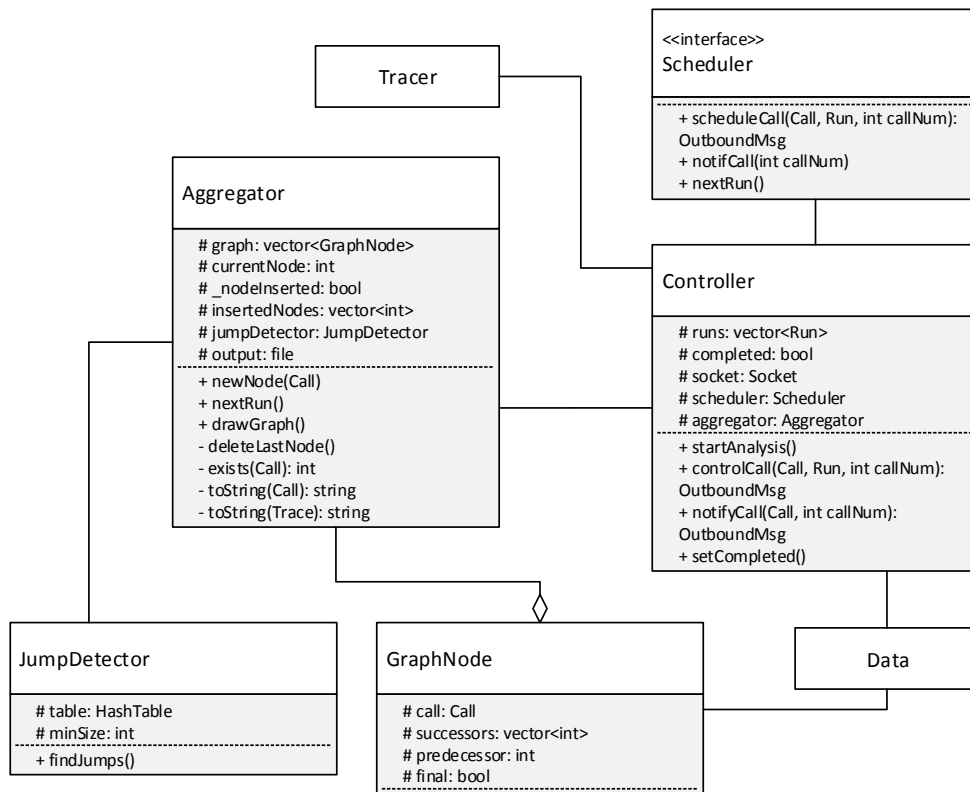 <<interface>>
Scheduler
+ scheduleCall(Call, Run, int callNum):
OutboundMsg
+ notifCall(int callNum)
+ nextRun()
Tracer
Aggregator
# graph: vector<GraphNode>
# currentNode: int
# _nodeInserted: bool
# insertedNodes: vector<int>
# jumpDetector: JumpDetector
# output: file
+ newNode(Call)
+ nextRun()
+ drawGraph()
- deleteLastNode()
- exists(Call): int
- toString(Call): string
- toString(Trace): string
Controller
# runs: vector<Run>
# completed: bool
# socket: Socket
# scheduler: Scheduler
# aggregator: Aggregator
+ startAnalysis()
+ controlCall(Call, Run, int callNum):
OutboundMsg
+ notifyCall(Call, int callNum):
OutboundMsg
+ setCompleted()
JumpDetector
# table: HashTable
# minSize: int
+ findJumps()
GraphNode
# call: Call
# successors: vector<int>
# predecessor: int
# final: bool
Data